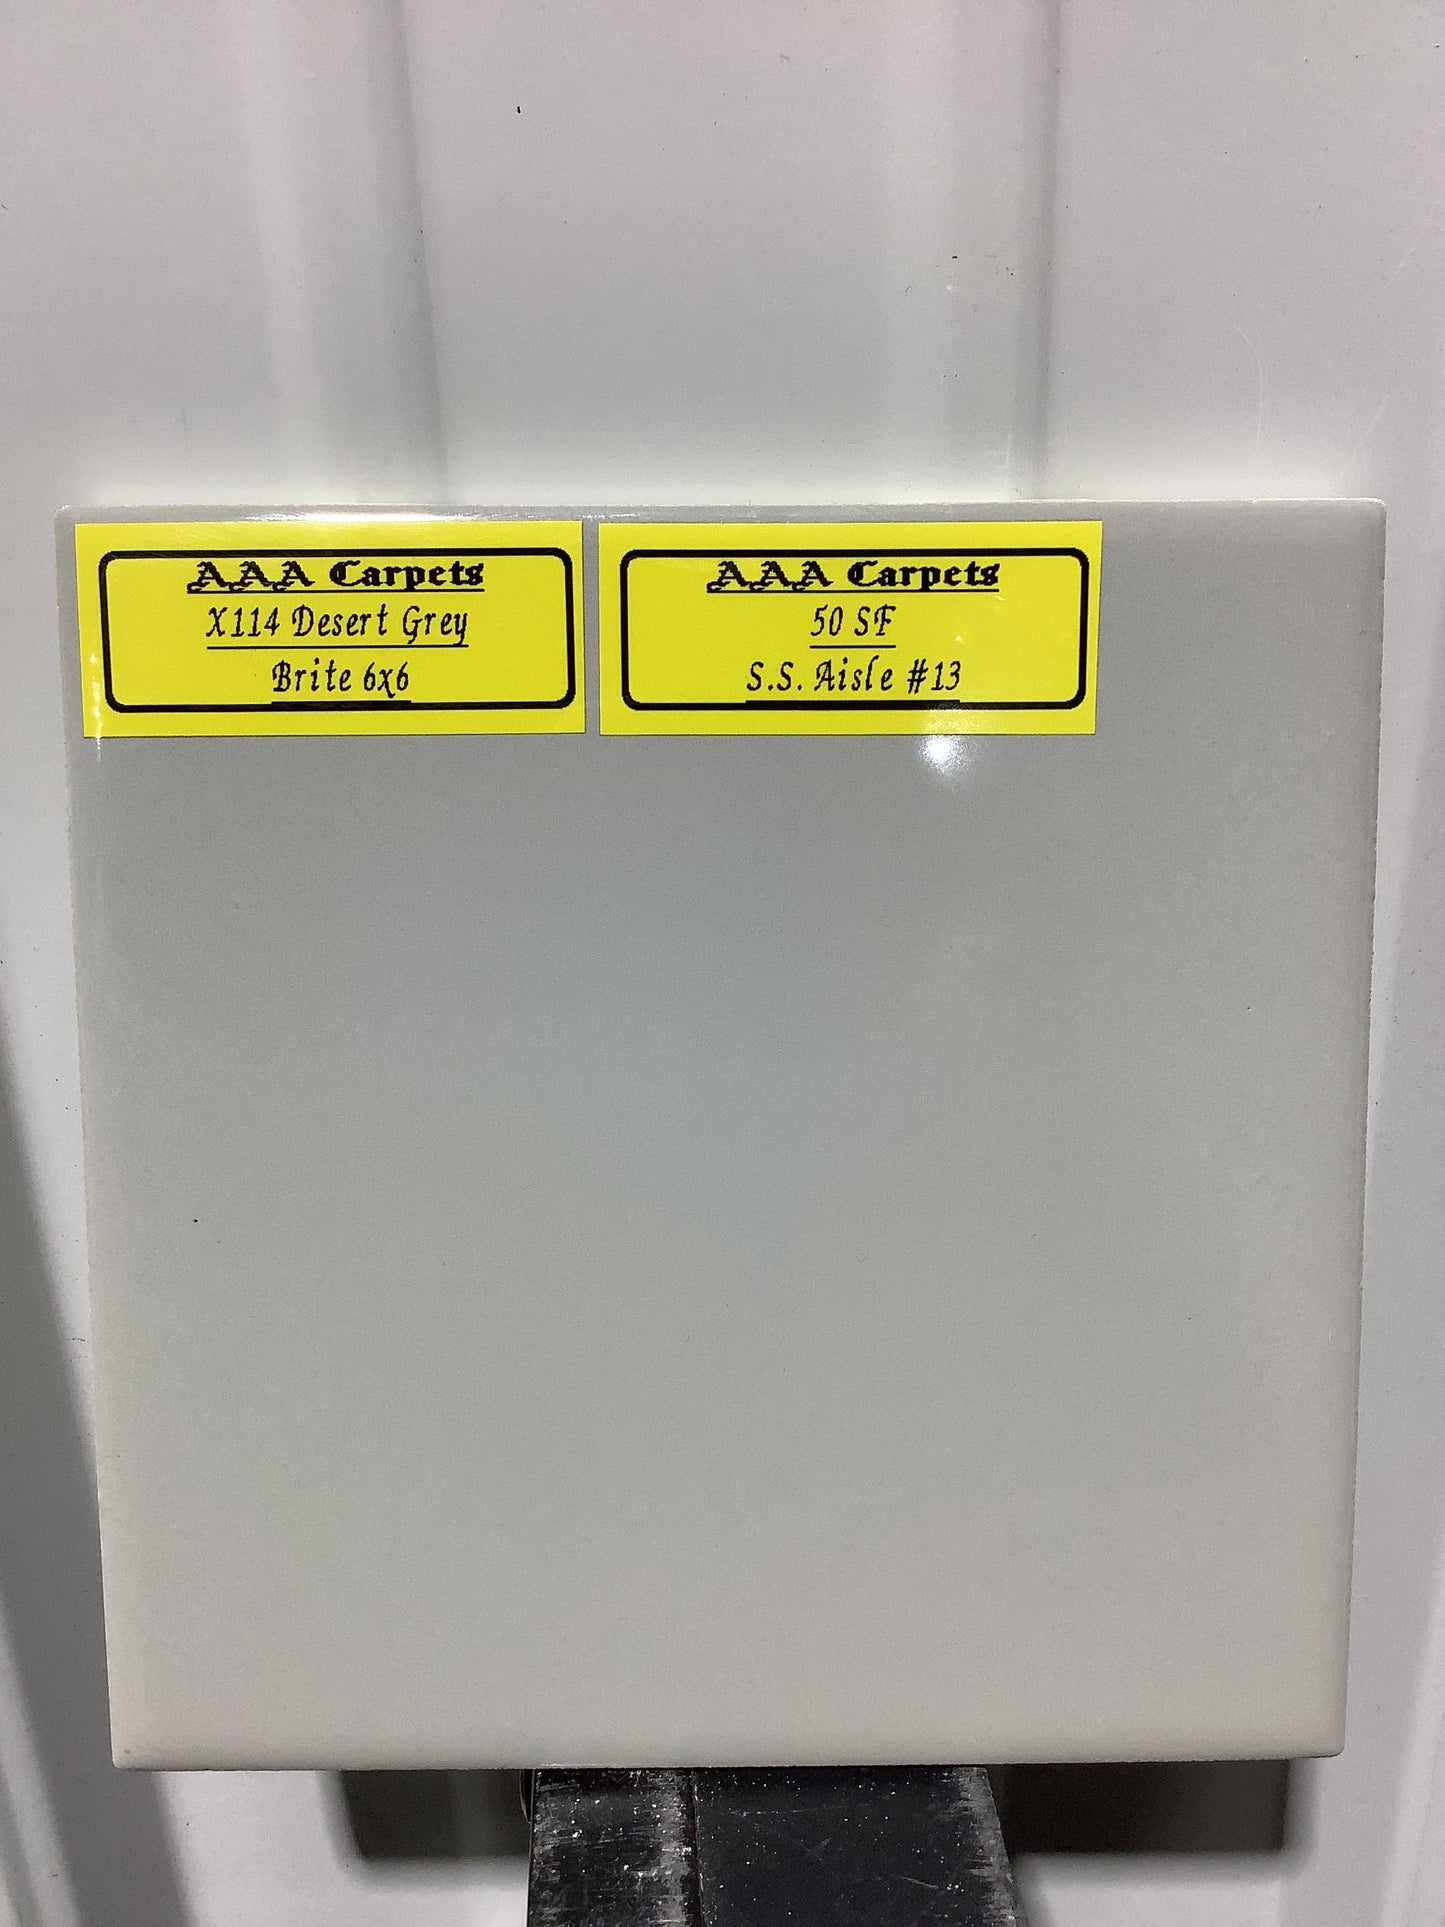 AAA Carpets
X114 Desert Grey
Brite 6x6
AAA Carpets
50 SF
S.S. Aisle #13